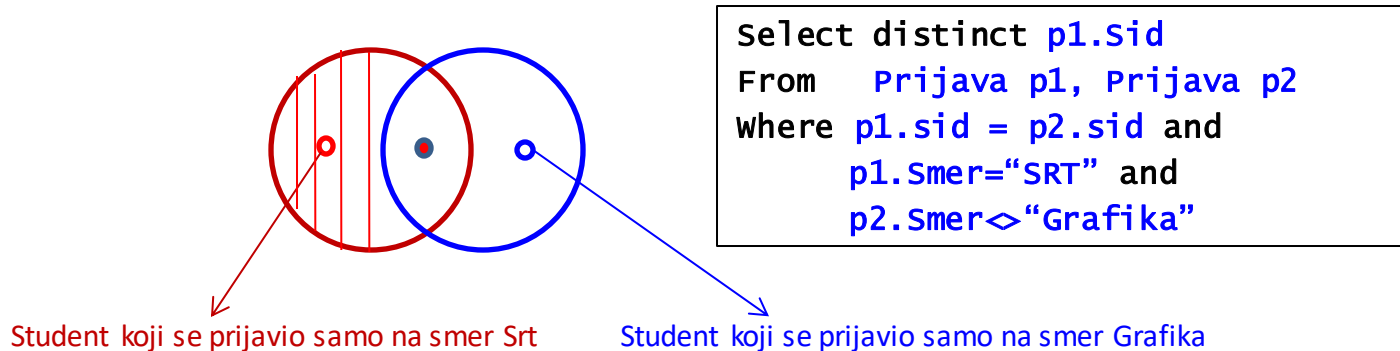 Select distinct p1.Sid
From Prijava p1, Prijava p2
Where p1.sid = p2.sid and
p1.Smer=“SRT” and
p2.Smer<>“Grafika”
Student koji se prijavio samo na smer Srt
Student koji se prijavio samo na smer Grafika